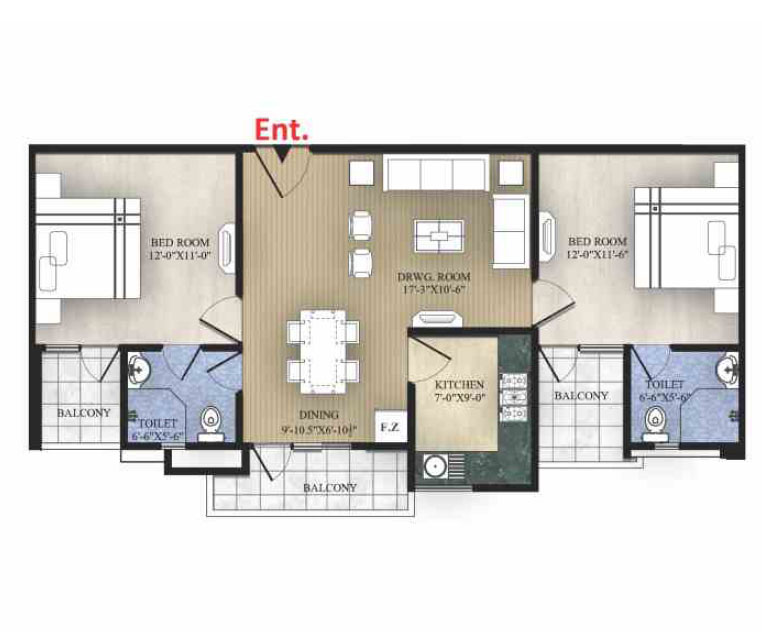 Ent.
BED ROOM
12'-0"X11'-0"
BED ROOM
12'-0"X11'-6"
DRWG. ROOM
17'-3"X10'-6"
KITCHEN
7'-0"X9'-0"
BALCONY
TOILET
6'-6"X5'-6"
DINING
9'-10.5"X6'-10½"
F.Z
BALCONY
BALCONY
TOILET
6'-6"X5'-6"